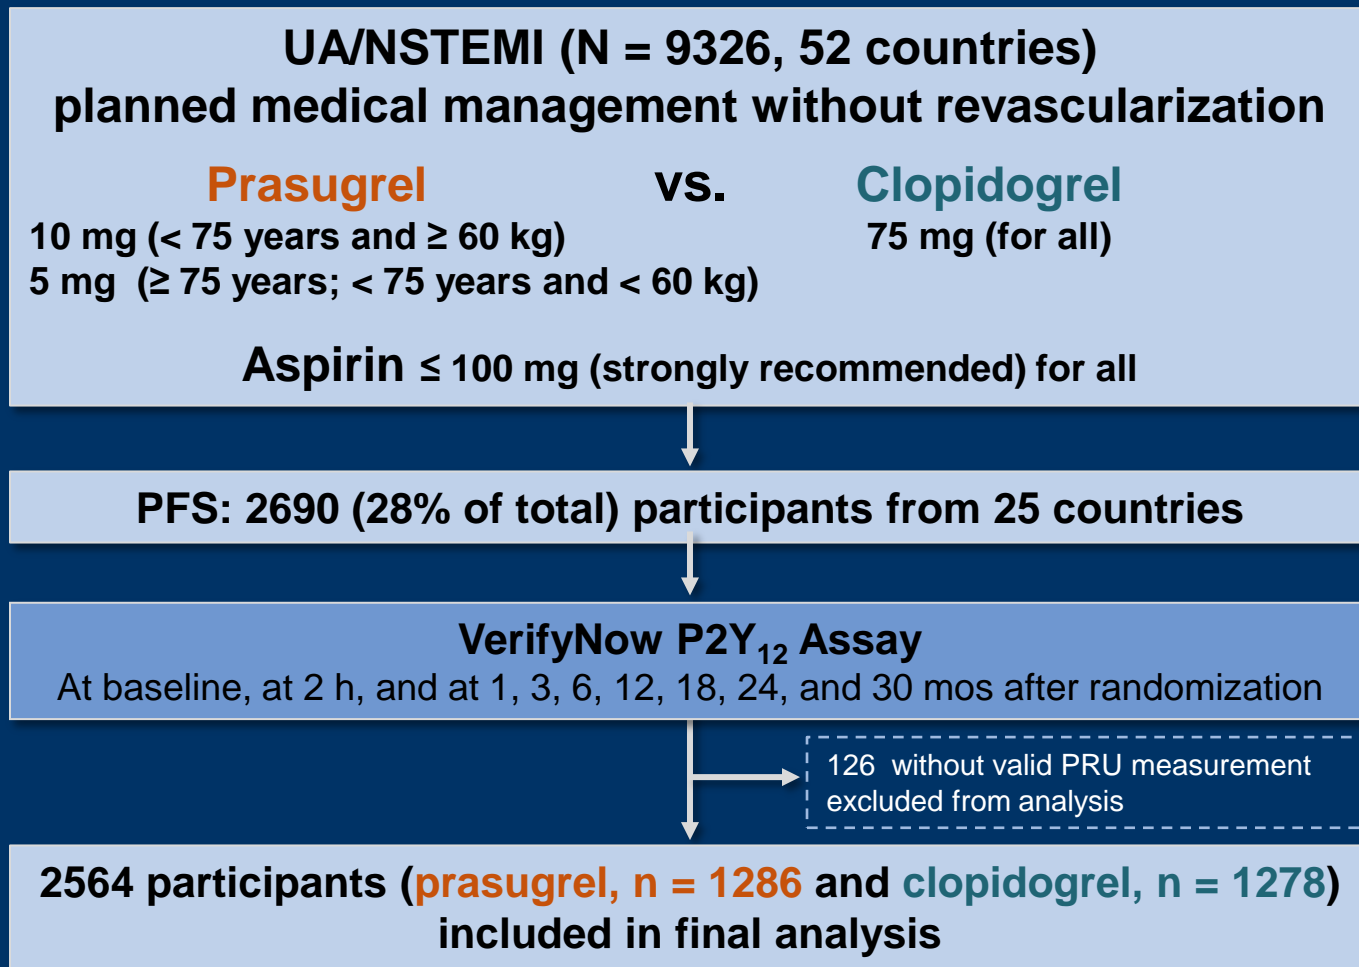 UA/NSTEMI (N = 9326, 52 countries)
planned medical management without revascularization
Prasugrel vs. Clopidogrel
10 mg (< 75 years and ≥ 60 kg) 75 mg (for all)
5 mg (≥ 75 years; < 75 years and < 60 kg)
Aspirin ≤ 100 mg (strongly recommended) for all
PFS: 2690 (28% of total) participants from 25 countries
VerifyNow P2Y₁₂ Assay
At baseline, at 2 h, and at 1, 3, 6, 12, 18, 24, and 30 mos after randomization
126 without valid PRU measurement
excluded from analysis
2564 participants (prasugrel, n = 1286 and clopidogrel, n = 1278)
included in final analysis